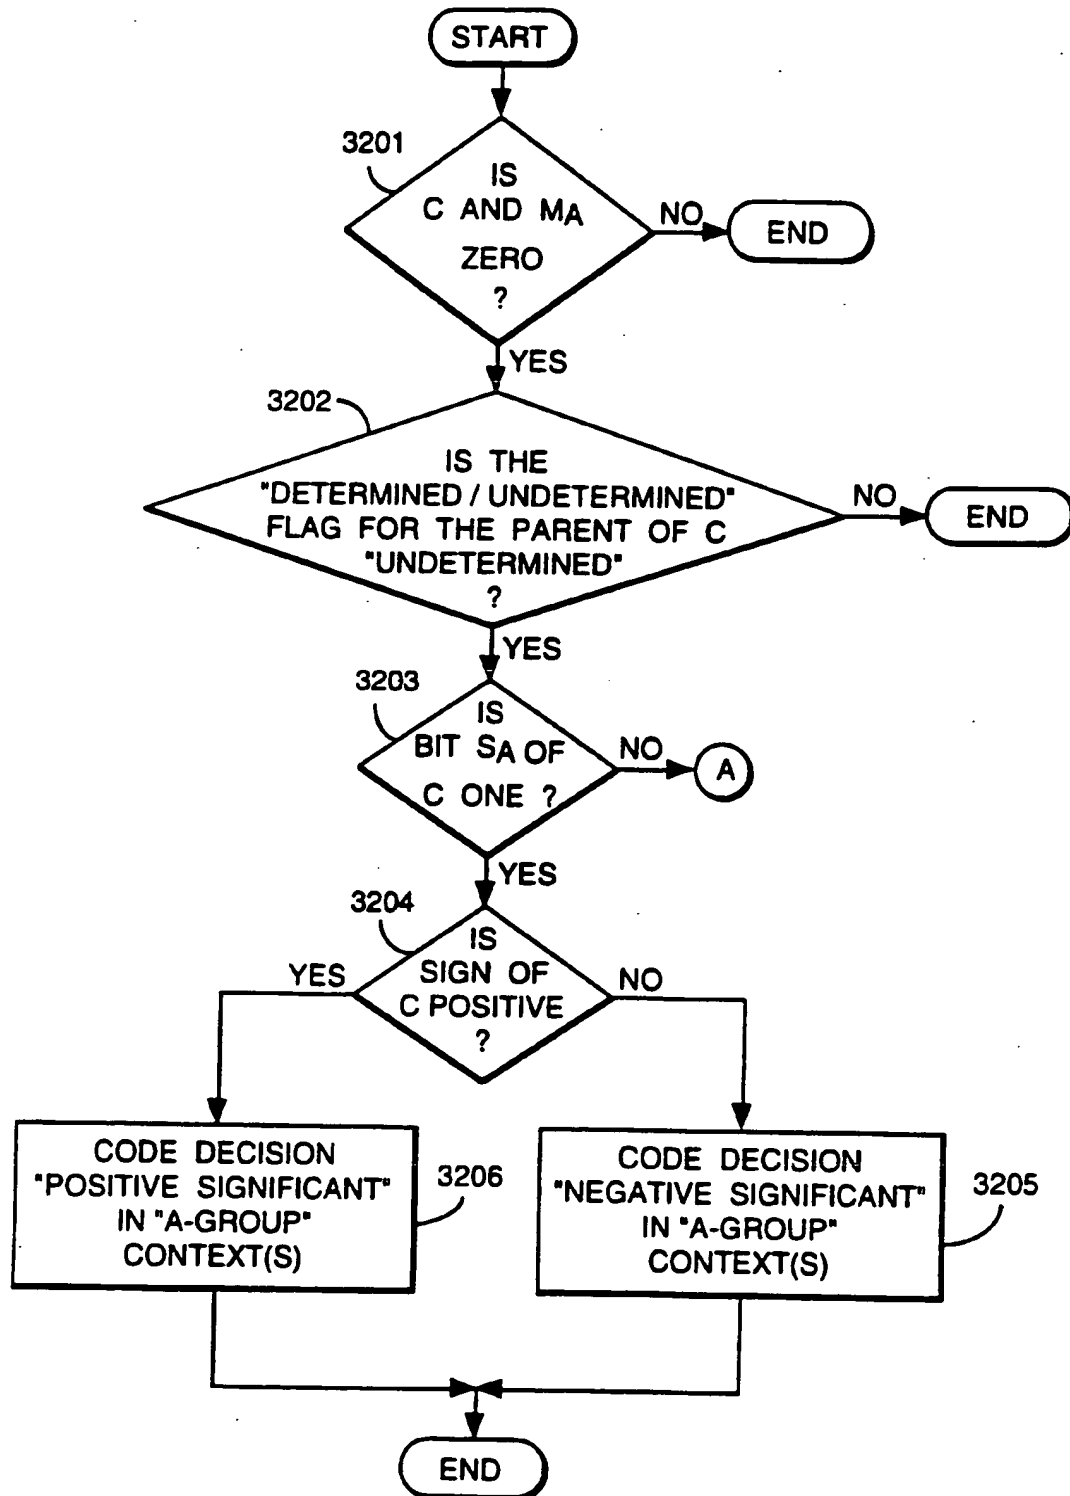 START
3201
IS
C AND MA
ZERO
?
NO
END
YES
3202
IS THE
"DETERMINED / UNDETERMINED"
FLAG FOR THE PARENT OF C
"UNDETERMINED"
?
NO
END
YES
3203
IS
BIT SA OF
C ONE ?
NO
A
YES
3204
IS
SIGN OF
C POSITIVE
?
YES
NO
CODE DECISION
"POSITIVE SIGNIFICANT"
IN "A-GROUP"
CONTEXT(S)
3206
CODE DECISION
"NEGATIVE SIGNIFICANT"
IN "A-GROUP"
CONTEXT(S)
3205
END